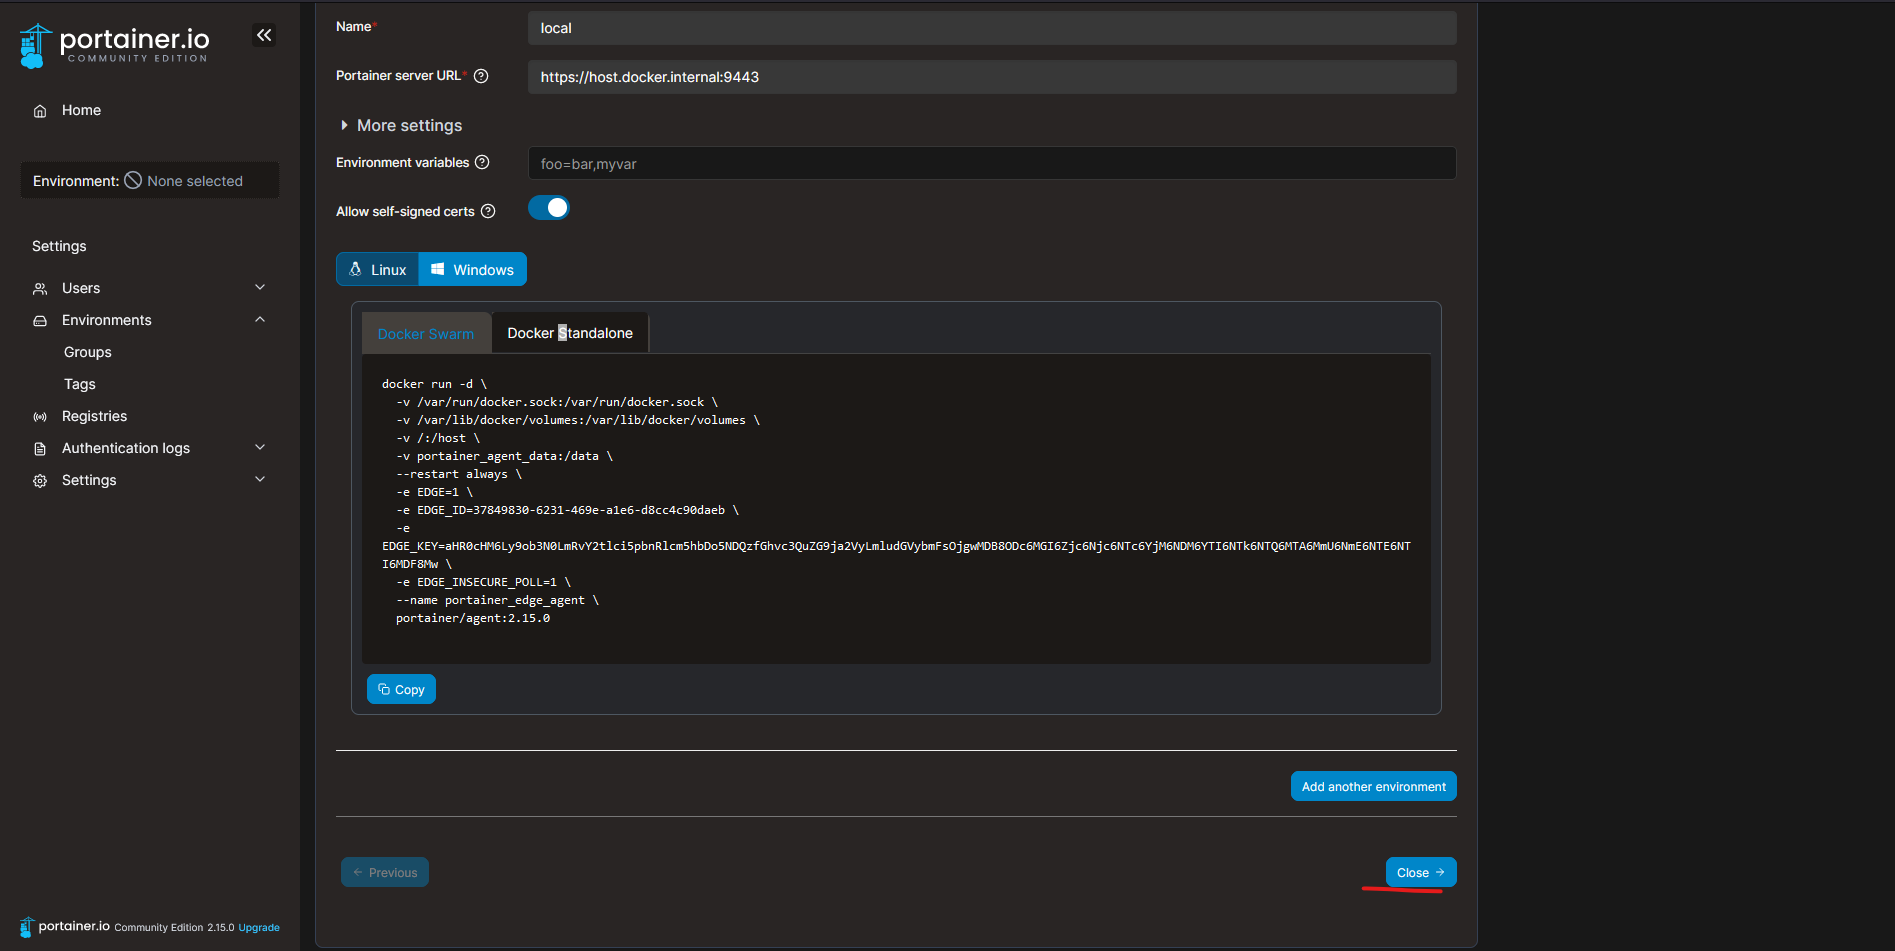 portainer.io
COMMUNITY EDITION
Home
Environment: None selected
Settings
Users
Environments
Groups
Tags
Registries
Authentication logs
Settings
portainer.io Community Edition 2.15.0 Upgrade
Name*
local
Portainer server URL*
https://host.docker.internal:9443
More settings
Environment variables
foo=bar,myvar
Allow self-signed certs
Linux
Windows
Docker Swarm
Docker Standalone
docker run -d \
-v /var/run/docker.sock:/var/run/docker.sock \
-v /var/lib/docker/volumes:/var/lib/docker/volumes \
-v /:/host \
-v portainer_agent_data:/data \
--restart always \
-e EDGE=1 \
-e EDGE_ID=37849830-6231-469e-a1e6-d8cc4c90daeb \
-e
EDGE_KEY=aHR0cHM6Ly9ob3N0LmRvY2tlci5pbnRlcm5hbDo5NDQzfGhvc3QuZG9ja2VyLmludGVybmFsOjgwMDB8ODc6MGI6Zjc6Njc6NTc6YjM6NDM6YTI6NTk6NTQ6MTA6MmU6NmE6NTE6NT
I6MDF8Mw \
-e EDGE_INSECURE_POLL=1 \
--name portainer_edge_agent \
portainer/agent:2.15.0
Copy
Add another environment
Previous
Close